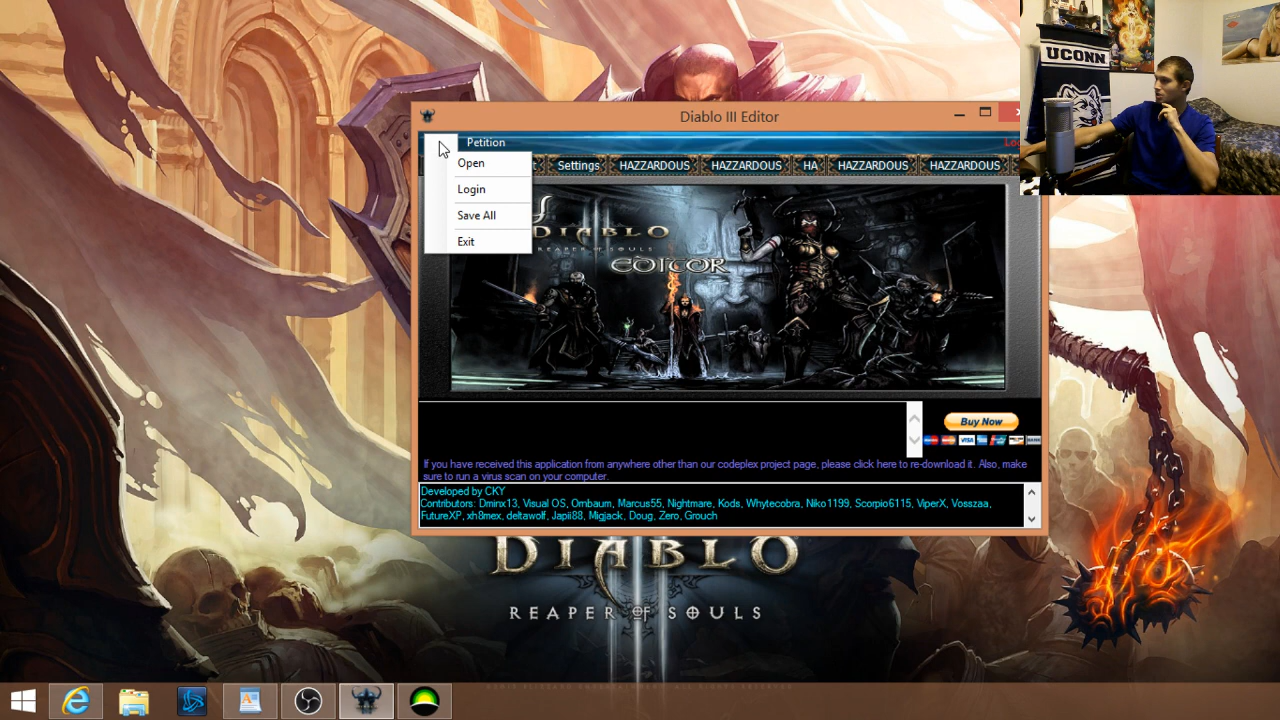 UCONN
Diablo III Editor
Petition
Settings
HAZZARDOUS
HAZZARDOUS
HA
HAZZARDOUS
HAZZARDOUS
Open
Login
Save All
Exit
DIABLO
REAPER OF SOULS
EDITOR
Buy Now
VISA
If you have received this application from anywhere other than our codeplex project page, please click here to re-download it. Also, make
sure to run a virus scan on your computer.
Developed by CKY
Contributors: Dminx13, Visual OS, Ombaum, Marcus55, Nightmare, Kods, Whytecobra, Niko1199, Scorpio6115, ViperX, Vosszaa,
FutureXP, xh8mex, deltawolf, Japii88, Migjack, Doug, Zero, Grouch
DIABLO
REAPER OF SOULS